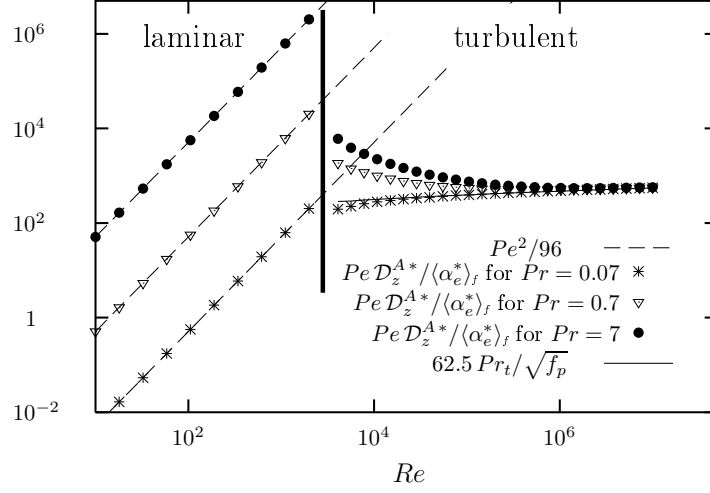 10^6
laminar
turbulent
10^4
10^2
1
10^{-2}
Pe^2/96
Pe D_z^{A*}/⟨α_e^*⟩_f for Pr = 0.07
Pe D_z^{A*}/⟨α_e^*⟩_f for Pr = 0.7
Pe D_z^{A*}/⟨α_e^*⟩_f for Pr = 7
62.5 Pr_t/√f_p
10^2
10^4
10^6
Re